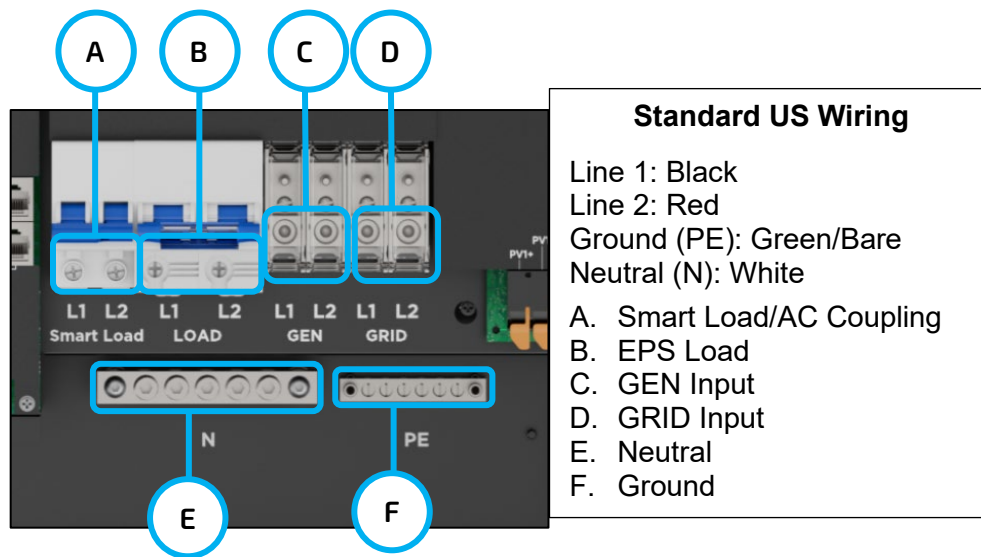 A
B
C
D
L1 L2 L1 L2 L1 L2 L1 L2
Smart Load LOAD GEN GRID
PV1+
N
PE
E
F
Standard US Wiring
Line 1: Black
Line 2: Red
Ground (PE): Green/Bare
Neutral (N): White
A. Smart Load/AC Coupling
B. EPS Load
C. GEN Input
D. GRID Input
E. Neutral
F. Ground